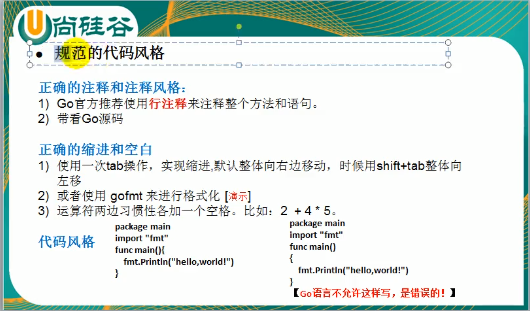 尚硅谷
• 规范的代码风格
正确的注释和注释风格：
1) Go官方推荐使用行注释来注释整个方法和语句。
2) 带看Go源码
正确的缩进和空白
1) 使用一次tab操作，实现缩进,默认整体向右边移动，时候用shift+tab整体向
左移
2) 或者使用 gofmt 来进行格式化 [演示]
3) 运算符两边习惯性各加一个空格。比如：2 + 4 * 5。
代码风格
package main
import "fmt"
func main(){
fmt.Println("hello,world!")
}
package main
import "fmt"
func main()
{
fmt.Println("hello,world!")
}
【Go语言不允许这样写，是错误的！】